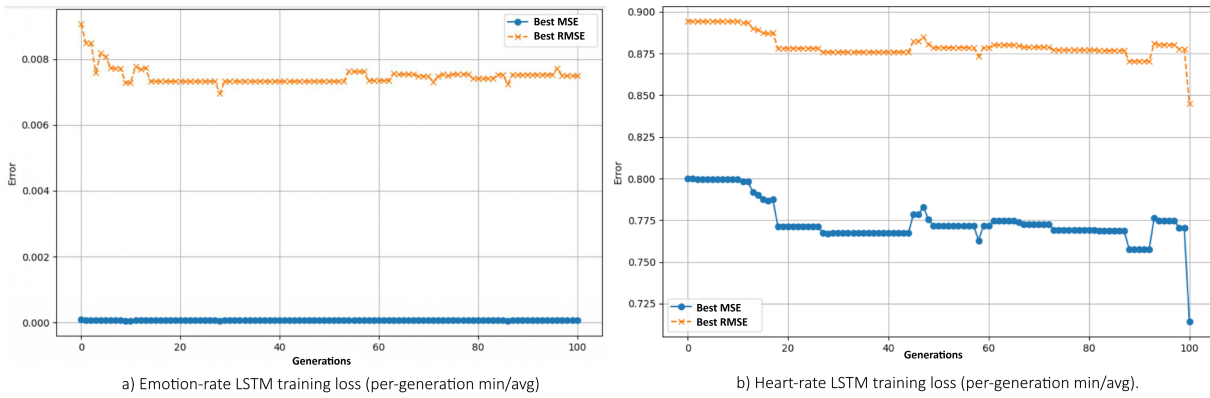 Best MSE
Best RMSE
0.008
0.006
0.004
0.002
0.000
Error
0 20 40 60 80 100
Generations
a) Emotion-rate LSTM training loss (per-generation min/avg)
0.900
0.875
0.850
0.825
0.800
0.775
0.750
0.725
Error
Best MSE
Best RMSE
0 20 40 60 80 100
Generations
b) Heart-rate LSTM training loss (per-generation min/avg).